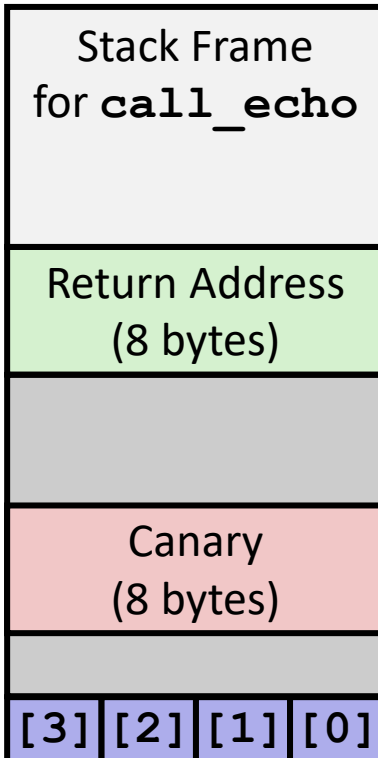 Stack Frame
for call_echo
Return Address
(8 bytes)
Canary
(8 bytes)
[3] [2] [1] [0]